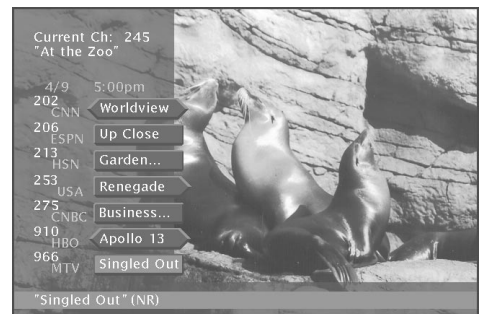 Current Ch: 245
"At the Zoo"
4/9 5:00pm
202 CNN Worldview
206 ESPN Up Close
213 HSN Garden...
253 USA Renegade
275 CNBC Business...
910 HBO Apollo 13
966 MTV Singled Out
"Singled Out" (NR)